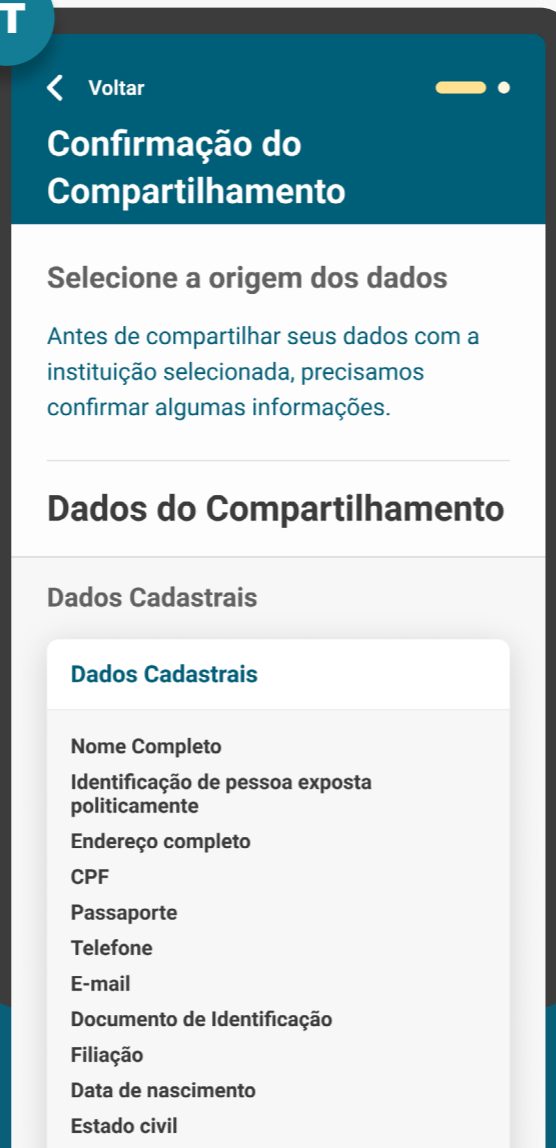 T
Voltar
Confirmação do
Compartilhamento
Selecione a origem dos dados
Antes de compartilhar seus dados com a
instituição selecionada, precisamos
confirmar algumas informações.
Dados do Compartilhamento
Dados Cadastrais
Dados Cadastrais
Nome Completo
Identificação de pessoa exposta
politicamente
Endereço completo
CPF
Passaporte
Telefone
E-mail
Documento de Identificação
Filiação
Data de nascimento
Estado civil